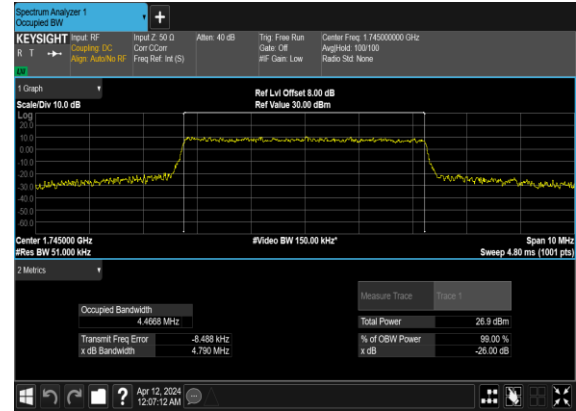 Spectrum Analyzer 1
Occupied BW
KEYSIGHT
R T
LV
Input: RF
Coupling: DC
Align: Auto/No RF
Input Z: 50 Ω
Corr CCorr
Freq Ref: Int (S)
Atten: 40 dB
Trig: Free Run
Gate: Off
#IF Gain: Low
Center Freq: 1.745000000 GHz
Avg|Hold: 100/100
Radio Std: None
1 Graph
Scale/Div 10.0 dB
Ref Lvl Offset 8.00 dB
Ref Value 30.00 dBm
Log
20.0
10.0
0.00
-10.0
-20.0
-30.0
-40.0
-50.0
-60.0
Center 1.745000 GHz
#Res BW 51.000 kHz
#Video BW 150.00 kHz*
Span 10 MHz
Sweep 4.80 ms (1001 pts)
2 Metrics
Measure Trace Trace 1
Occupied Bandwidth
4.4668 MHz
Total Power 26.9 dBm
Transmit Freq Error -8.488 kHz
% of OBW Power 99.00 %
x dB Bandwidth 4.790 MHz
x dB -26.00 dB
?
Apr 12, 2024
12:07:12 AM